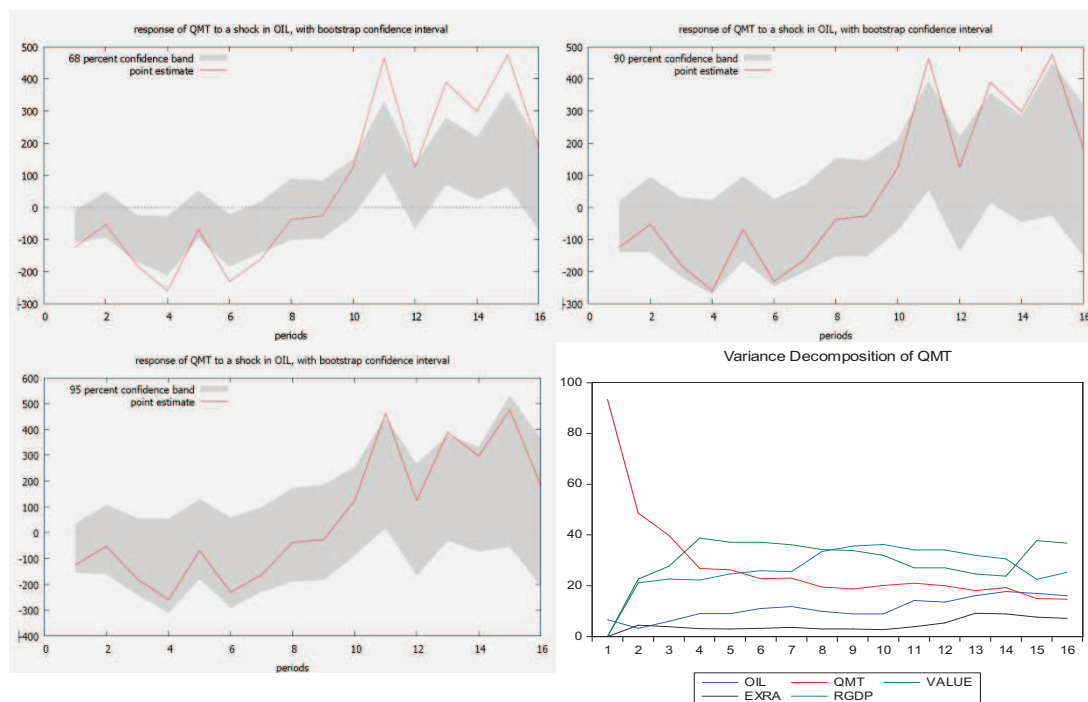 response of QMT to a shock in OIL, with bootstrap confidence interval
68 percent confidence band
point estimate
500
400
300
200
100
0
-100
-200
-300
0 2 4 6 8 10 12 14 16
periods
response of QMT to a shock in OIL, with bootstrap confidence interval
90 percent confidence band
point estimate
500
400
300
200
100
0
-100
-200
-300
0 2 4 6 8 10 12 14 16
periods
response of QMT to a shock in OIL, with bootstrap confidence interval
95 percent confidence band
point estimate
600
500
400
300
200
100
0
-100
-200
-300
-400
0 2 4 6 8 10 12 14 16
periods
Variance Decomposition of QMT
100
80
60
40
20
0
1 2 3 4 5 6 7 8 9 10 11 12 13 14 15 16
OIL QMT VALUE
EXRA RGDP